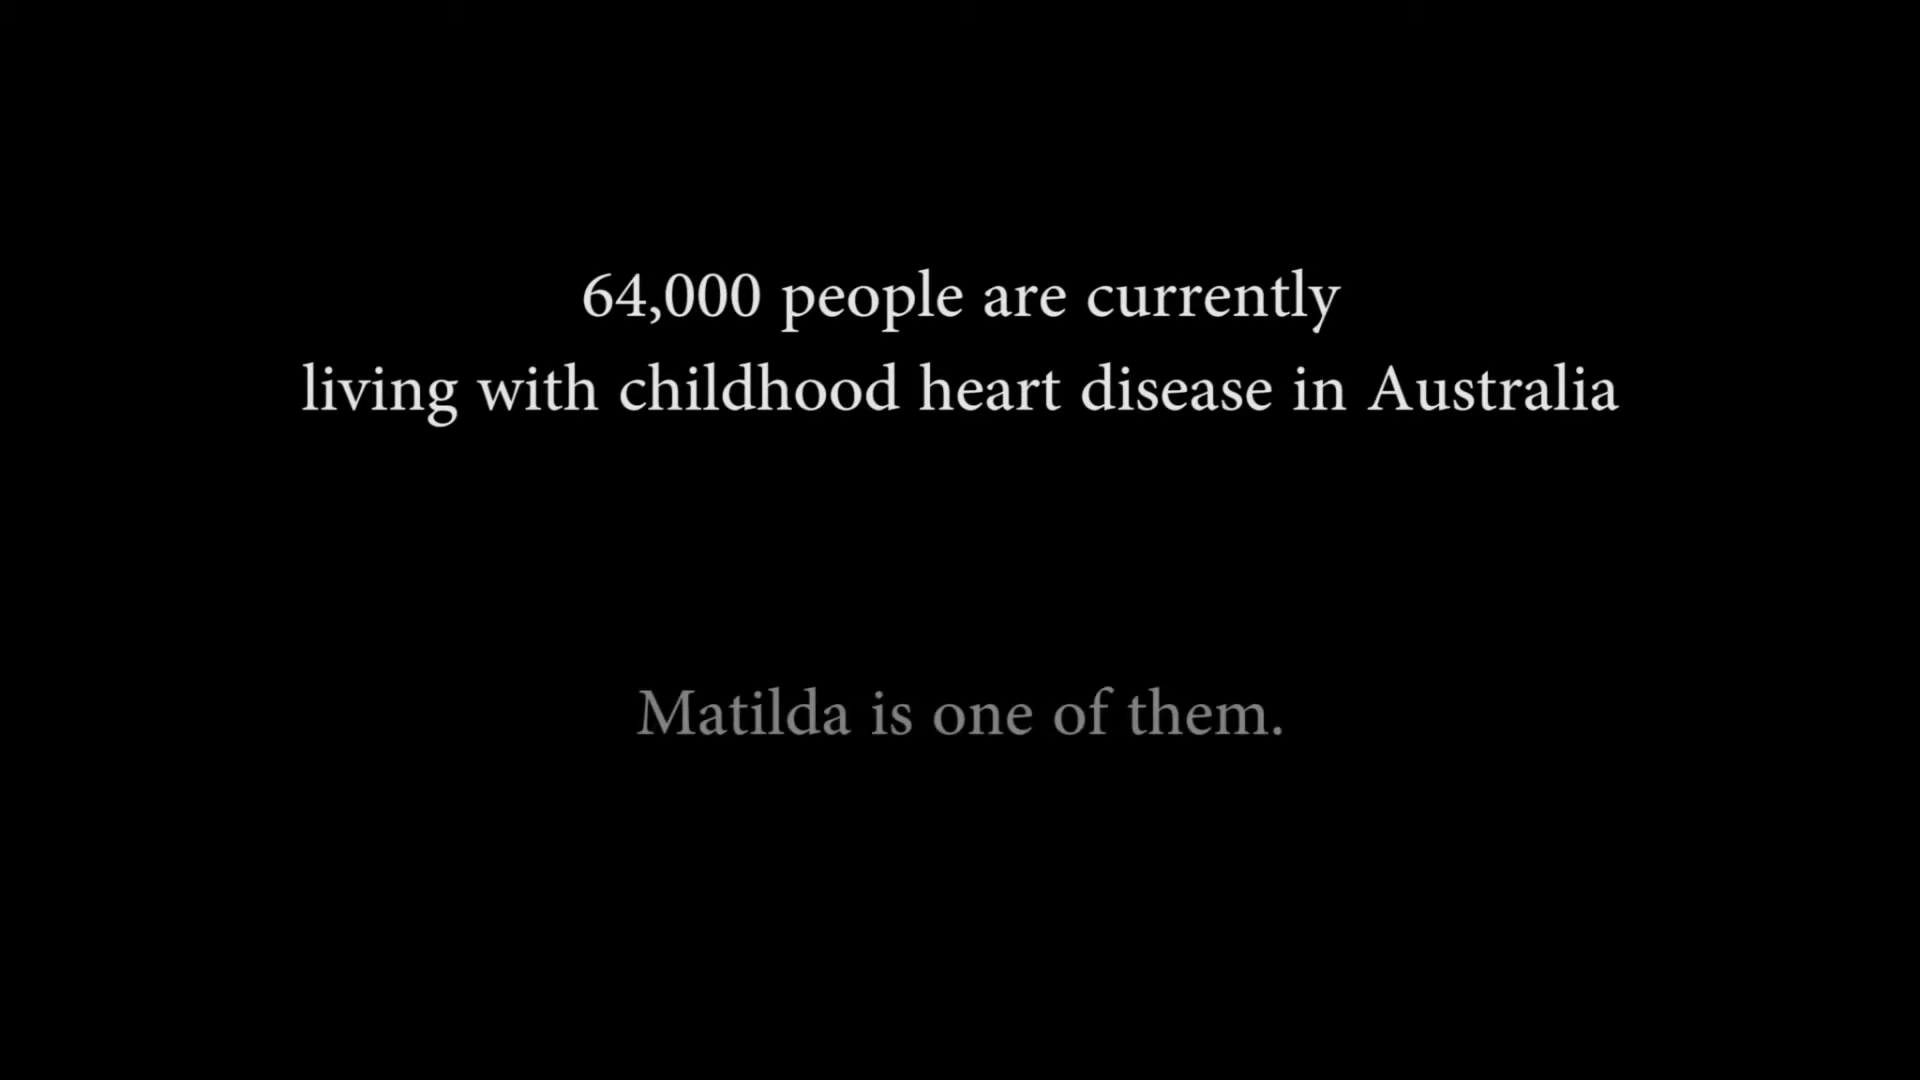 64,000 people are currently
living with childhood heart disease in Australia
Matilda is one of them.